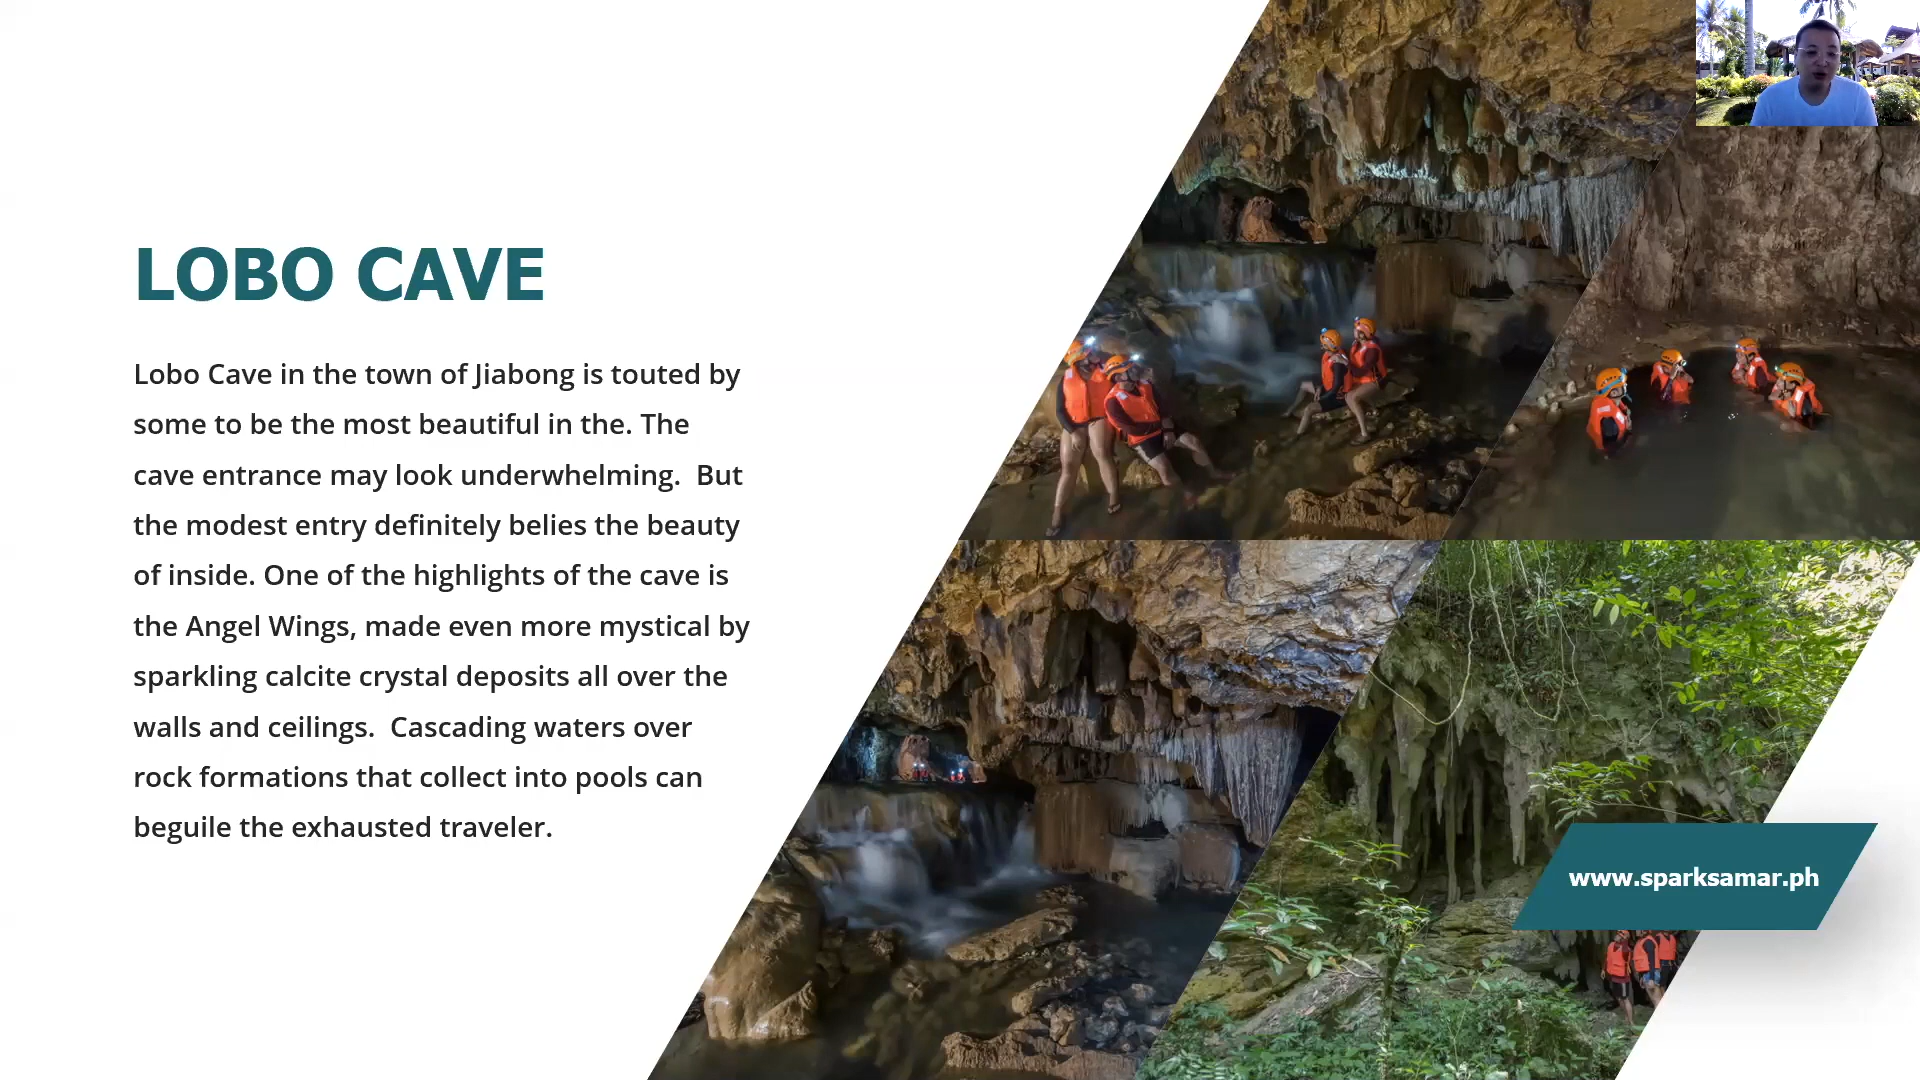 LOBO CAVE
Lobo Cave in the town of Jiabong is touted by
some to be the most beautiful in the. The
cave entrance may look underwhelming.  But
the modest entry definitely belies the beauty
of inside. One of the highlights of the cave is
the Angel Wings, made even more mystical by
sparkling calcite crystal deposits all over the
walls and ceilings.  Cascading waters over
rock formations that collect into pools can
beguile the exhausted traveler.
www.sparksamar.ph